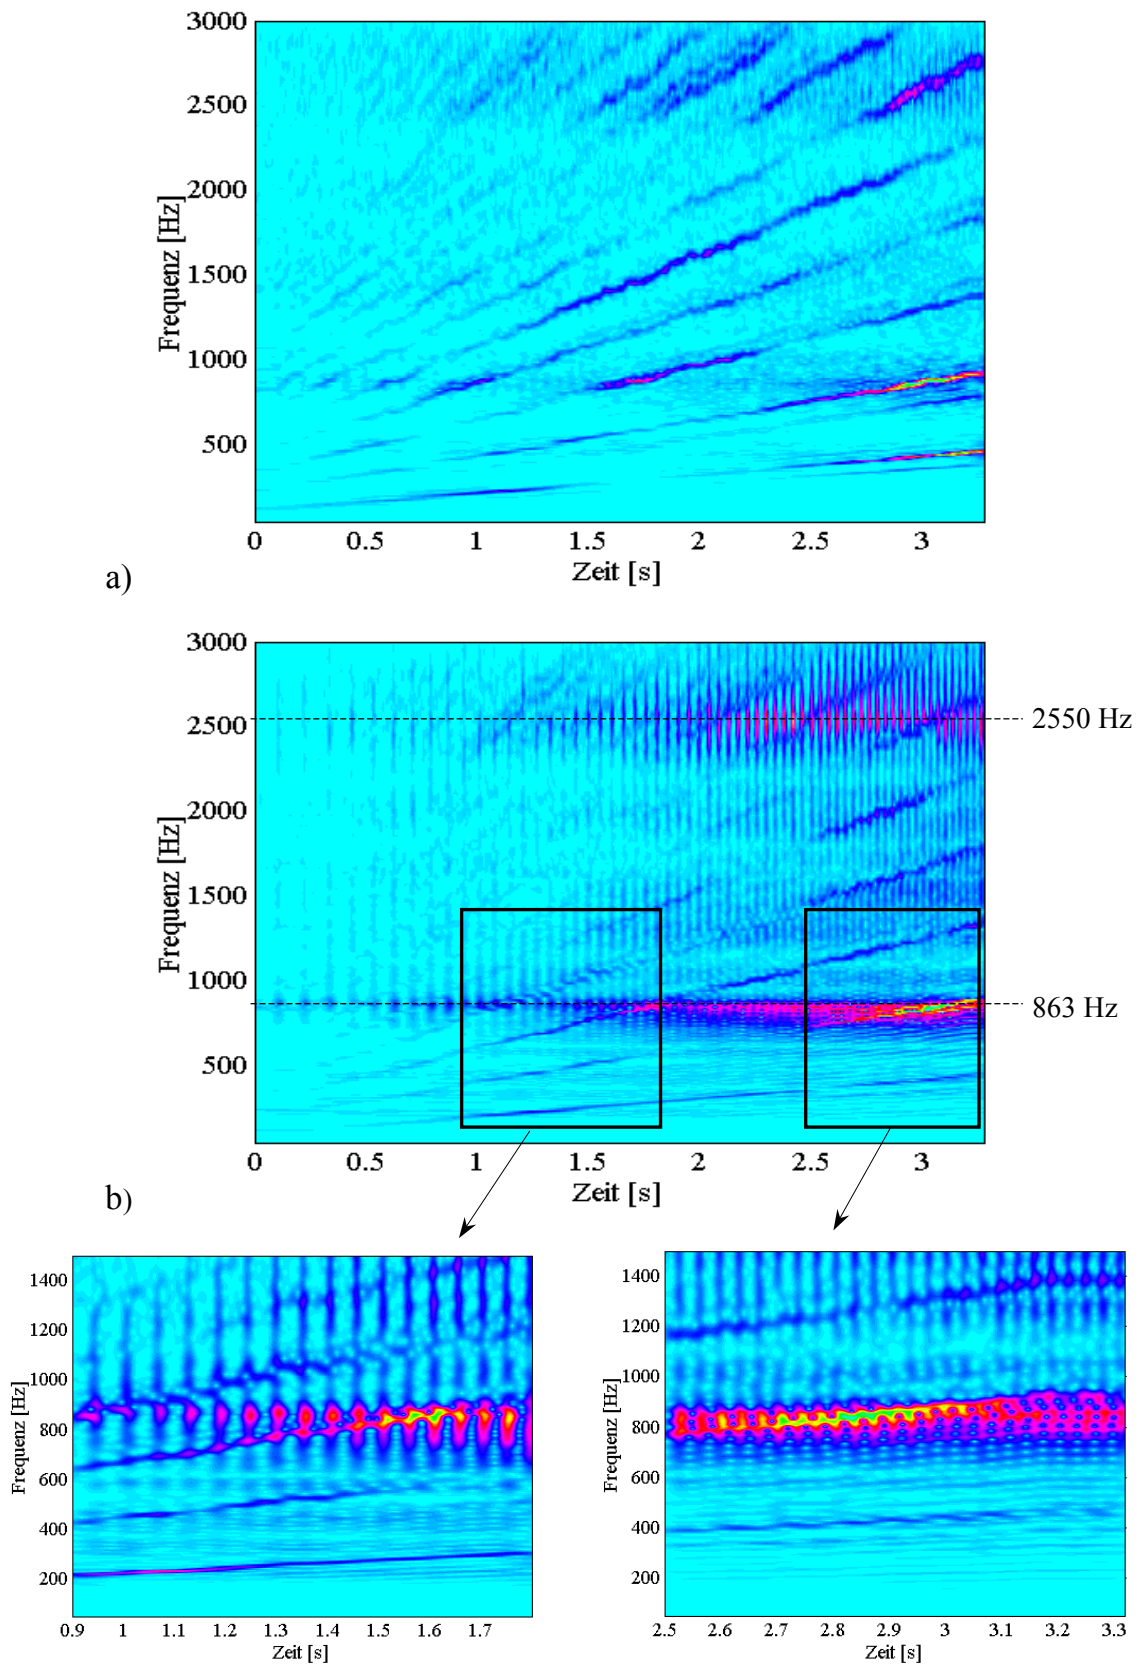 3000
2500
2000
1500
1000
500
Frequenz [Hz]
0 0.5 1 1.5 2 2.5 3
Zeit [s]
a)
3000
2500
2000
1500
1000
500
Frequenz [Hz]
2550 Hz
863 Hz
0 0.5 1 1.5 2 2.5 3
Zeit [s]
b)
1400
1200
1000
800
600
400
200
Frequenz [Hz]
0.9 1 1.1 1.2 1.3 1.4 1.5 1.6 1.7
Zeit [s]
1400
1200
1000
800
600
400
200
Frequenz [Hz]
2.5 2.6 2.7 2.8 2.9 3 3.1 3.2 3.3
Zeit [s]